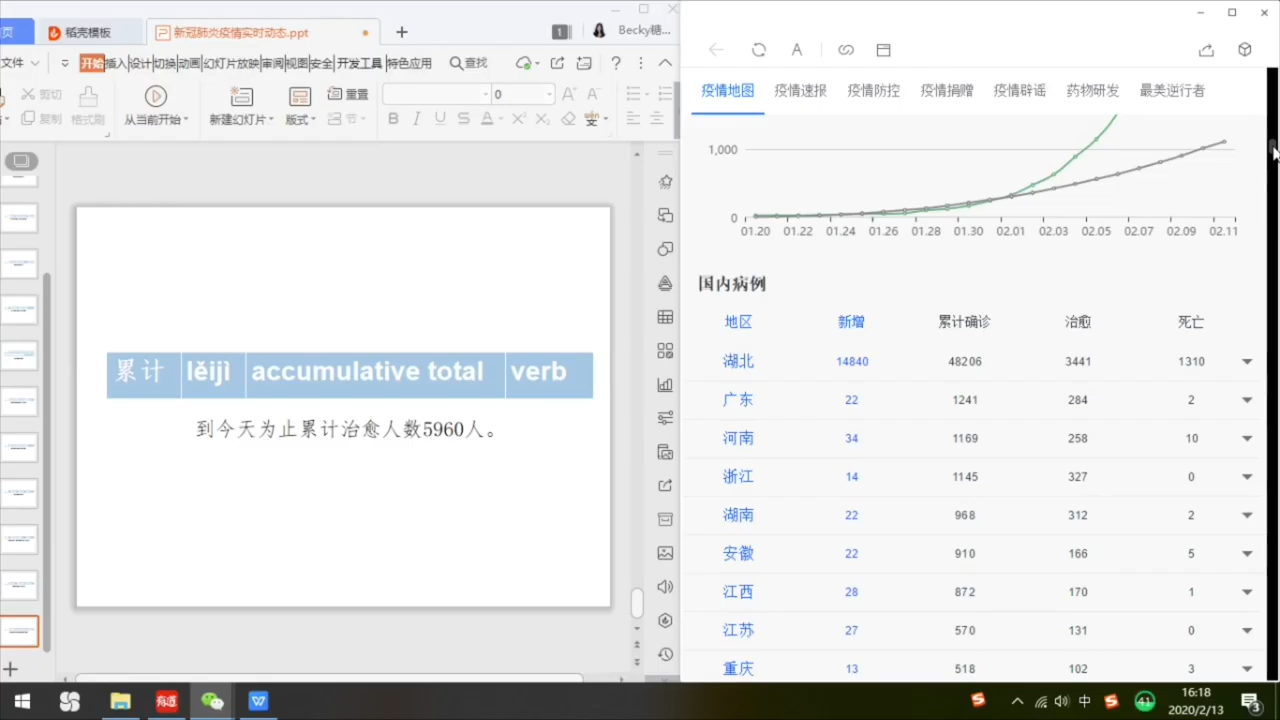 页
稻壳模板
新冠肺炎疫情实时动态.ppt
1
Becky糖...
文件
开始 插入 设计 切换 动画 幻灯片放映 审阅 视图 安全 开发工具 特色应用
查找
剪切
复制
格式刷
从当前开始
新建幻灯片
版式
重置
节
0
B I U S A X² X₂
累计 lěijì accumulative total verb
到今天为止累计治愈人数5960人。
疫情地图 疫情速报 疫情防控 疫情捐赠 疫情辟谣 药物研发 最美逆行者
1,000
0
01.20 01.22 01.24 01.26 01.28 01.30 02.01 02.03 02.05 02.07 02.09 02.11
国内病例
地区 新增 累计确诊 治愈 死亡
湖北 14840 48206 3441 1310
广东 22 1241 284 2
河南 34 1169 258 10
浙江 14 1145 327 0
湖南 22 968 312 2
安徽 22 910 166 5
江西 28 872 170 1
江苏 27 570 131 0
重庆 13 518 102 3
有道
中
41
16:18
2020/2/13
3